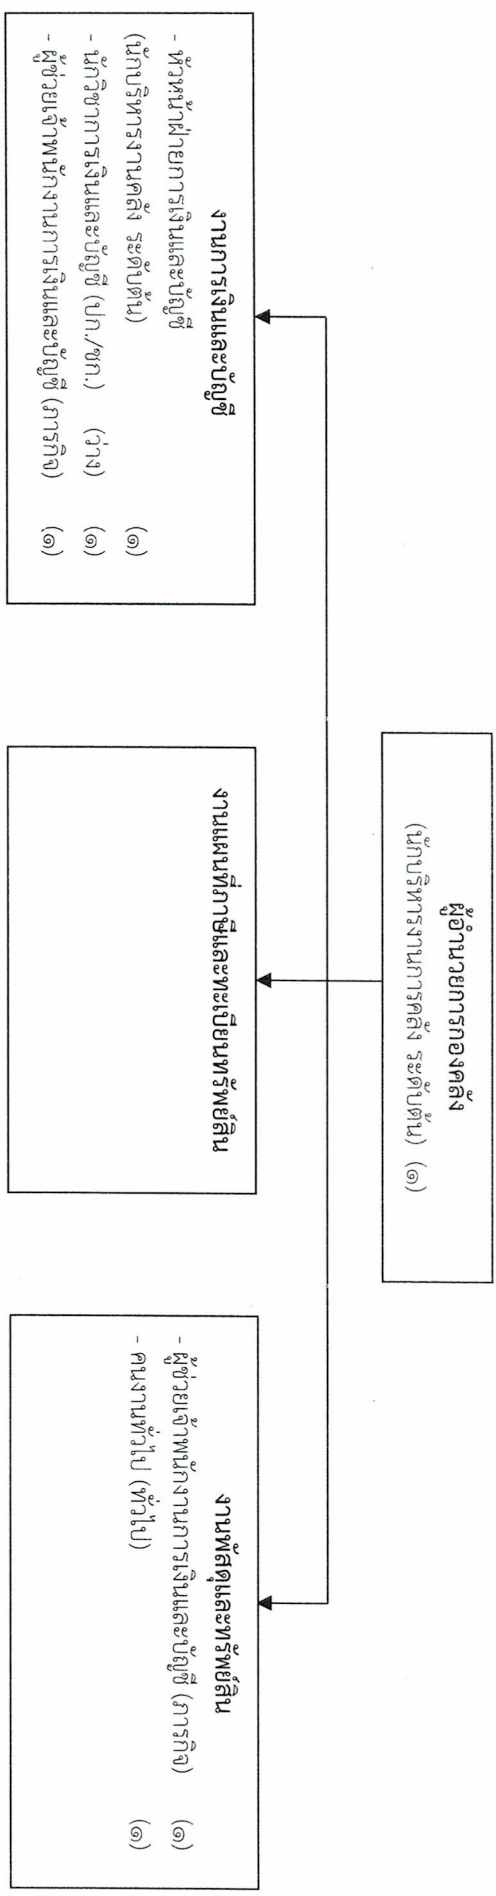 ผู้อำนวยการกองคลัง
(นักบริหารงานการคลัง ระดับต้น) (๑)
งานการเงินและบัญชี
- หัวหน้าฝ่ายการเงินและบัญชี
(นักบริหารงานคลัง ระดับต้น) (๑)
- นักวิชาการเงินและบัญชี (ปก./ชก.) (ว่าง) (๑)
- ผู้ช่วยเจ้าพนักงานการเงินและบัญชี (ภารกิจ) (๑)
งานแผนที่ภาษีและทะเบียนทรัพย์สิน
งานพัสดุและทรัพย์สิน
- ผู้ช่วยเจ้าพนักงานการเงินและบัญชี (ภารกิจ) (๑)
- คนงานทั่วไป (ทั่วไป) (๑)